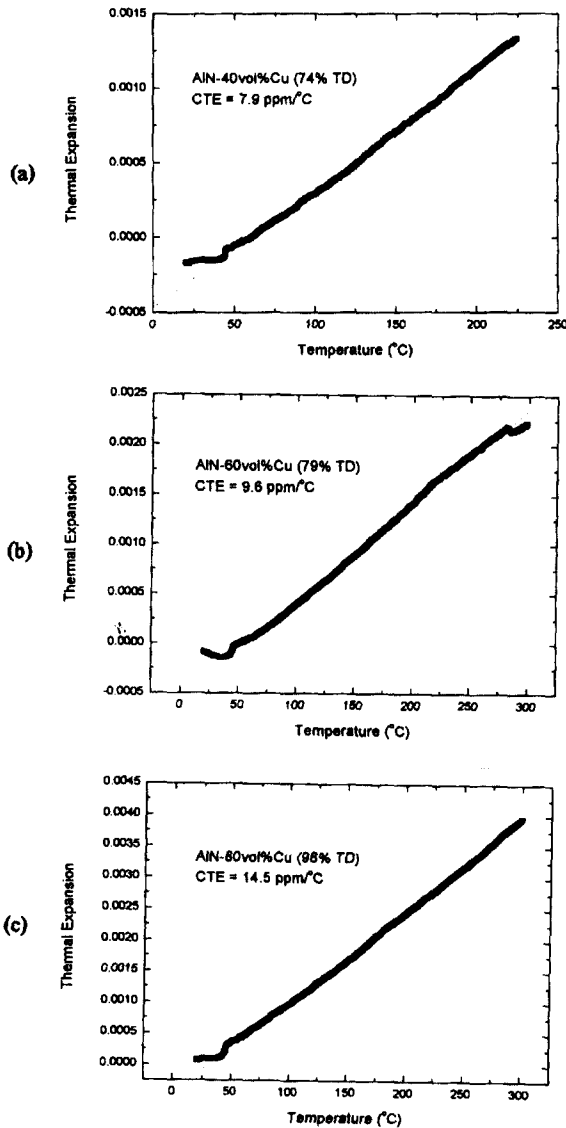 (a)
0.0015
0.0010
0.0005
0.0000
-0.0005
Thermal Expansion
AlN-40vol%Cu (74% TD)
CTE = 7.9 ppm/°C
0 50 100 150 200 250
Temperature (°C)
(b)
0.0025
0.0020
0.0015
0.0010
0.0005
0.0000
-0.0005
Thermal Expansion
AlN-60vol%Cu (79% TD)
CTE = 9.6 ppm/°C
0 50 100 150 200 250 300
Temperature (°C)
(c)
0.0045
0.0040
0.0035
0.0030
0.0025
0.0020
0.0015
0.0010
0.0005
0.0000
Thermal Expansion
AlN-80vol%Cu (96% TD)
CTE = 14.5 ppm/°C
0 50 100 150 200 250 300
Temperature (°C)